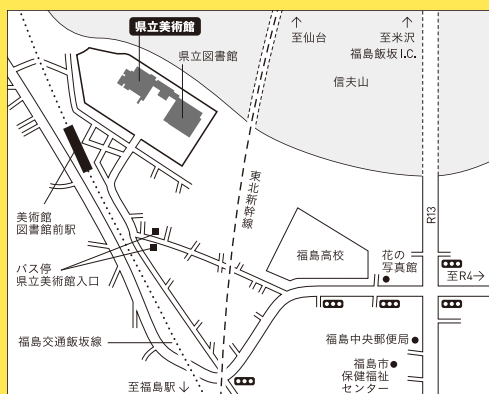 県立美術館
県立図書館
至仙台
至米沢
福島飯坂I.C.
信夫山
東北新幹線
美術館
図書館前駅
バス停
県立美術館入口
福島高校
花の
写真館
R13
至R4→
福島交通飯坂線
福島中央郵便局
福島市
保健福祉
センター
至福島駅↓